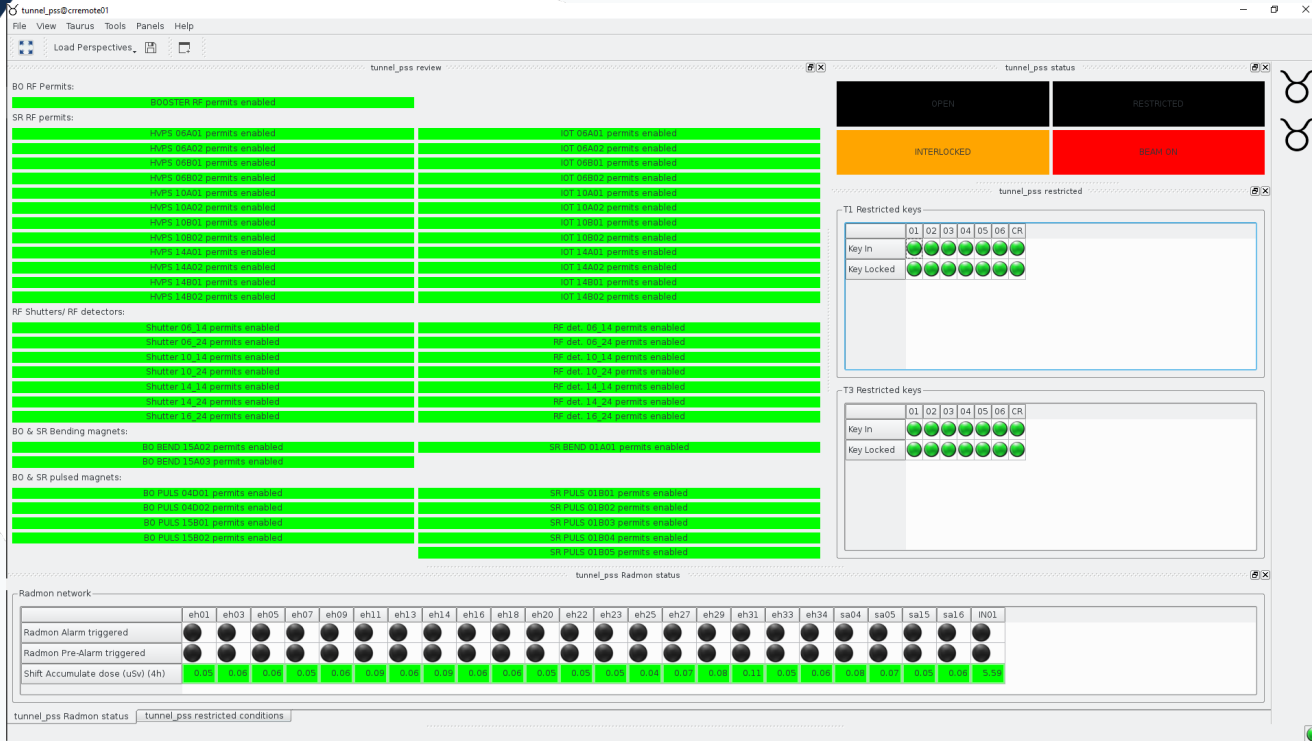 tunnel_pss@crremote01
File View Taurus Tools Panels Help
Load Perspectives
tunnel_pss review
BO RF Permits:
BOOSTER RF permits enabled
SR RF permits:
HVPS 06A01 permits enabled IOT 06A01 permits enabled
HVPS 06A02 permits enabled IOT 06A02 permits enabled
HVPS 06B01 permits enabled IOT 06B01 permits enabled
HVPS 06B02 permits enabled IOT 06B02 permits enabled
HVPS 10A01 permits enabled IOT 10A01 permits enabled
HVPS 10A02 permits enabled IOT 10A02 permits enabled
HVPS 10B01 permits enabled IOT 10B01 permits enabled
HVPS 10B02 permits enabled IOT 10B02 permits enabled
HVPS 14A01 permits enabled IOT 14A01 permits enabled
HVPS 14A02 permits enabled IOT 14A02 permits enabled
HVPS 14B01 permits enabled IOT 14B01 permits enabled
HVPS 14B02 permits enabled IOT 14B02 permits enabled
RF Shutters/ RF detectors:
Shutter 06_14 permits enabled RF det. 06_14 permits enabled
Shutter 06_24 permits enabled RF det. 06_24 permits enabled
Shutter 10_14 permits enabled RF det. 10_14 permits enabled
Shutter 10_24 permits enabled RF det. 10_24 permits enabled
Shutter 14_14 permits enabled RF det. 14_14 permits enabled
Shutter 14_24 permits enabled RF det. 14_24 permits enabled
Shutter 16_24 permits enabled RF det. 16_24 permits enabled
BO & SR Bending magnets:
BO BEND 15A02 permits enabled SR BEND 01A01 permits enabled
BO BEND 15A03 permits enabled
BO & SR pulsed magnets:
BO PULS 04D01 permits enabled SR PULS 01B01 permits enabled
BO PULS 04D02 permits enabled SR PULS 01B02 permits enabled
BO PULS 15B01 permits enabled SR PULS 01B03 permits enabled
BO PULS 15B02 permits enabled SR PULS 01B04 permits enabled
SR PULS 01B05 permits enabled
tunnel_pss status
OPEN RESTRICTED
INTERLOCKED BEAM ON
tunnel_pss restricted
T1 Restricted keys
01 02 03 04 05 06 CR
Key In
Key Locked
T3 Restricted keys
01 02 03 04 05 06 CR
Key In
Key Locked
tunnel_pss Radmon status
Radmon network
eh01 eh03 eh05 eh07 eh09 eh11 eh13 eh14 eh16 eh18 eh20 eh22 eh23 eh25 eh27 eh29 eh31 eh33 eh34 sa04 sa05 sa15 sa16 IN01
Radmon Alarm triggered
Radmon Pre-Alarm triggered
Shift Accumulate dose (uSv) (4h) 0.05 0.06 0.06 0.05 0.06 0.09 0.06 0.09 0.06 0.06 0.05 0.05 0.05 0.04 0.07 0.08 0.11 0.05 0.06 0.08 0.07 0.05 0.06 5.59
tunnel_pss Radmon status tunnel_pss restricted conditions